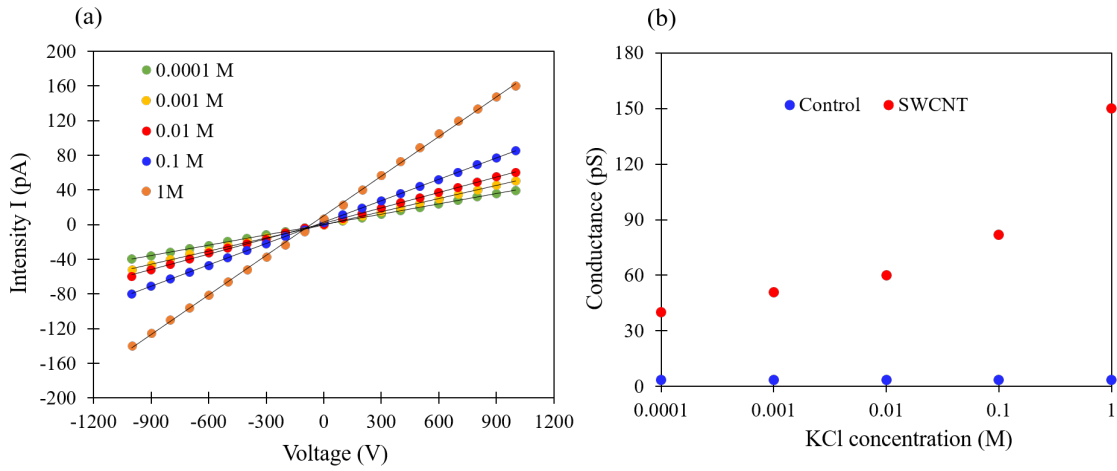 (a)
200
160
120
80
40
0
-40
-80
-120
-160
-200
Intensity I (pA)
0.0001 M
0.001 M
0.01 M
0.1 M
1M
-1200 -900 -600 -300 0 300 600 900 1200
Voltage (V)
(b)
180
150
120
90
60
30
0
Conductance (pS)
Control SWCNT
0.0001 0.001 0.01 0.1 1
KCl concentration (M)